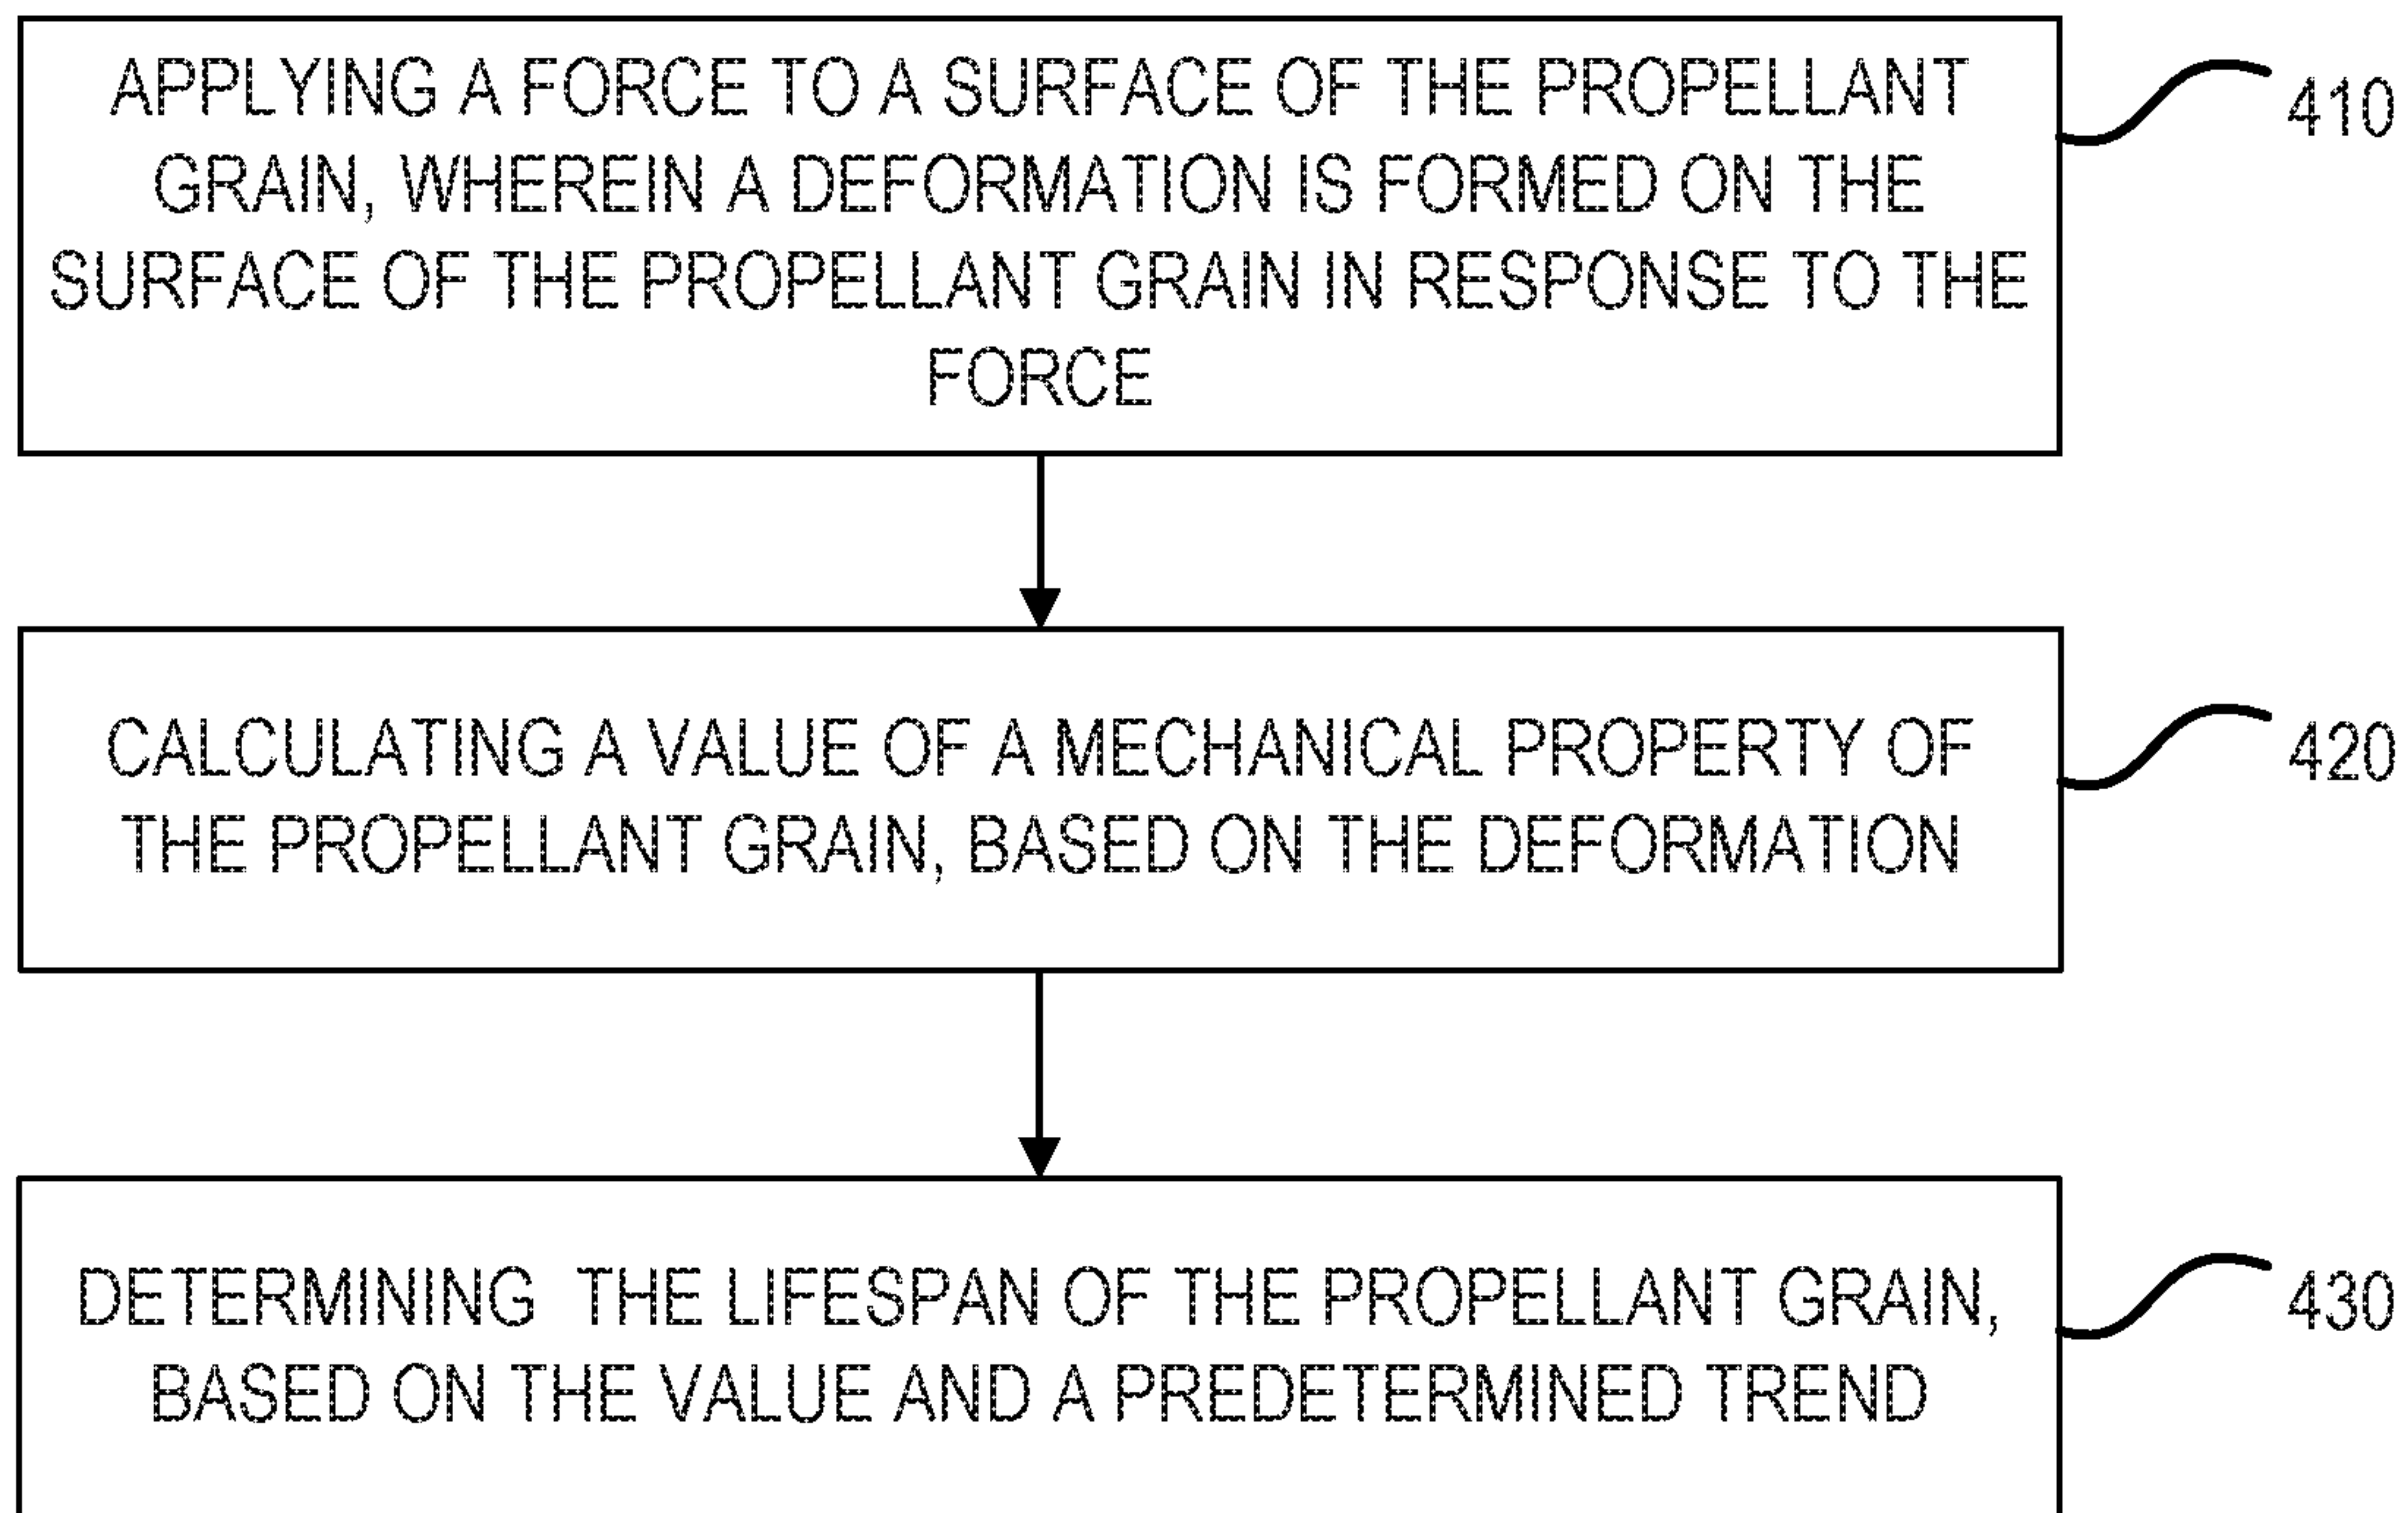 APPLYING A FORCE TO A SURFACE OF THE PROPELLANT
GRAIN, WHEREIN A DEFORMATION IS FORMED ON THE
SURFACE OF THE PROPELLANT GRAIN IN RESPONSE TO THE
FORCE
410
CALCULATING A VALUE OF A MECHANICAL PROPERTY OF
THE PROPELLANT GRAIN, BASED ON THE DEFORMATION
420
DETERMINING THE LIFESPAN OF THE PROPELLANT GRAIN,
BASED ON THE VALUE AND A PREDETERMINED TREND
430